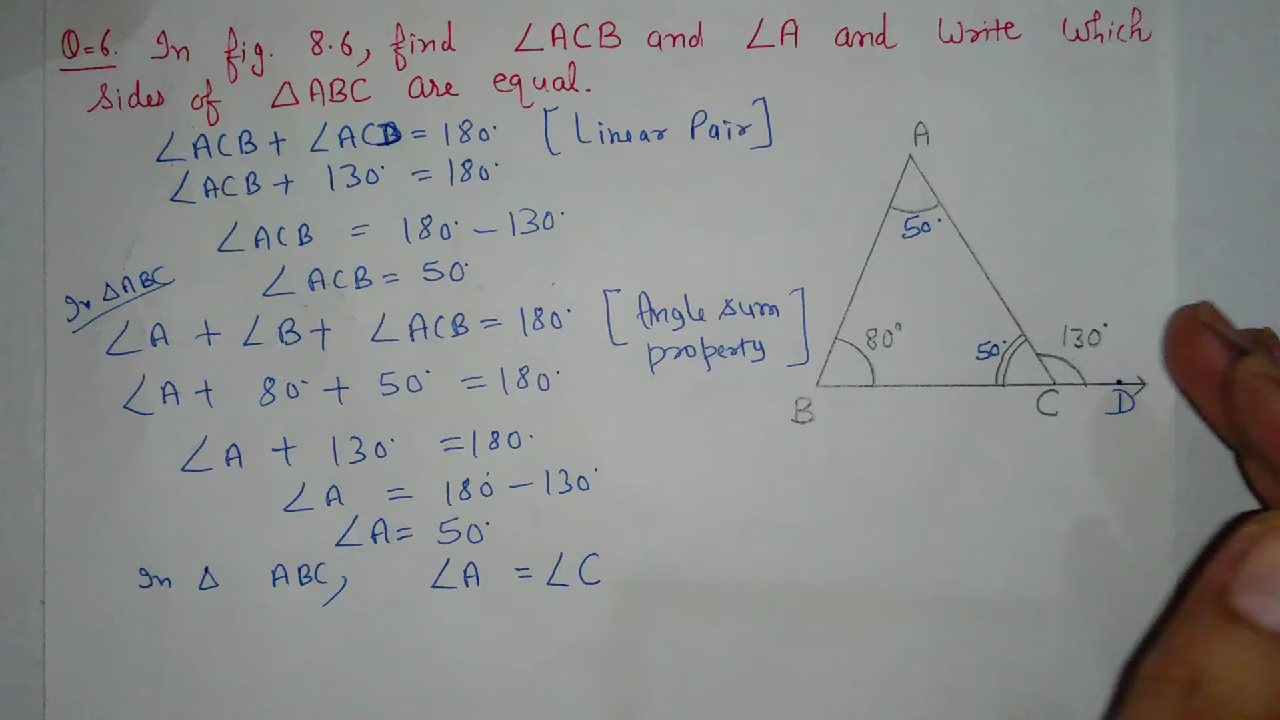 Q=6. In fig. 8.6, find ∠ACB and ∠A and Write Which
sides of △ABC are equal.
∠ACB + ∠ACD = 180° [Linear Pair]
∠ACB + 130° = 180°
∠ACB = 180° - 130°
∠ACB = 50°
In △ABC
∠A + ∠B + ∠ACB = 180° [Angle sum
property]
∠A + 80° + 50° = 180°
∠A + 130° = 180°
∠A = 180° - 130°
∠A = 50°
In △ ABC, ∠A = ∠C
A
50°
80°
50°
130°
B
C
D